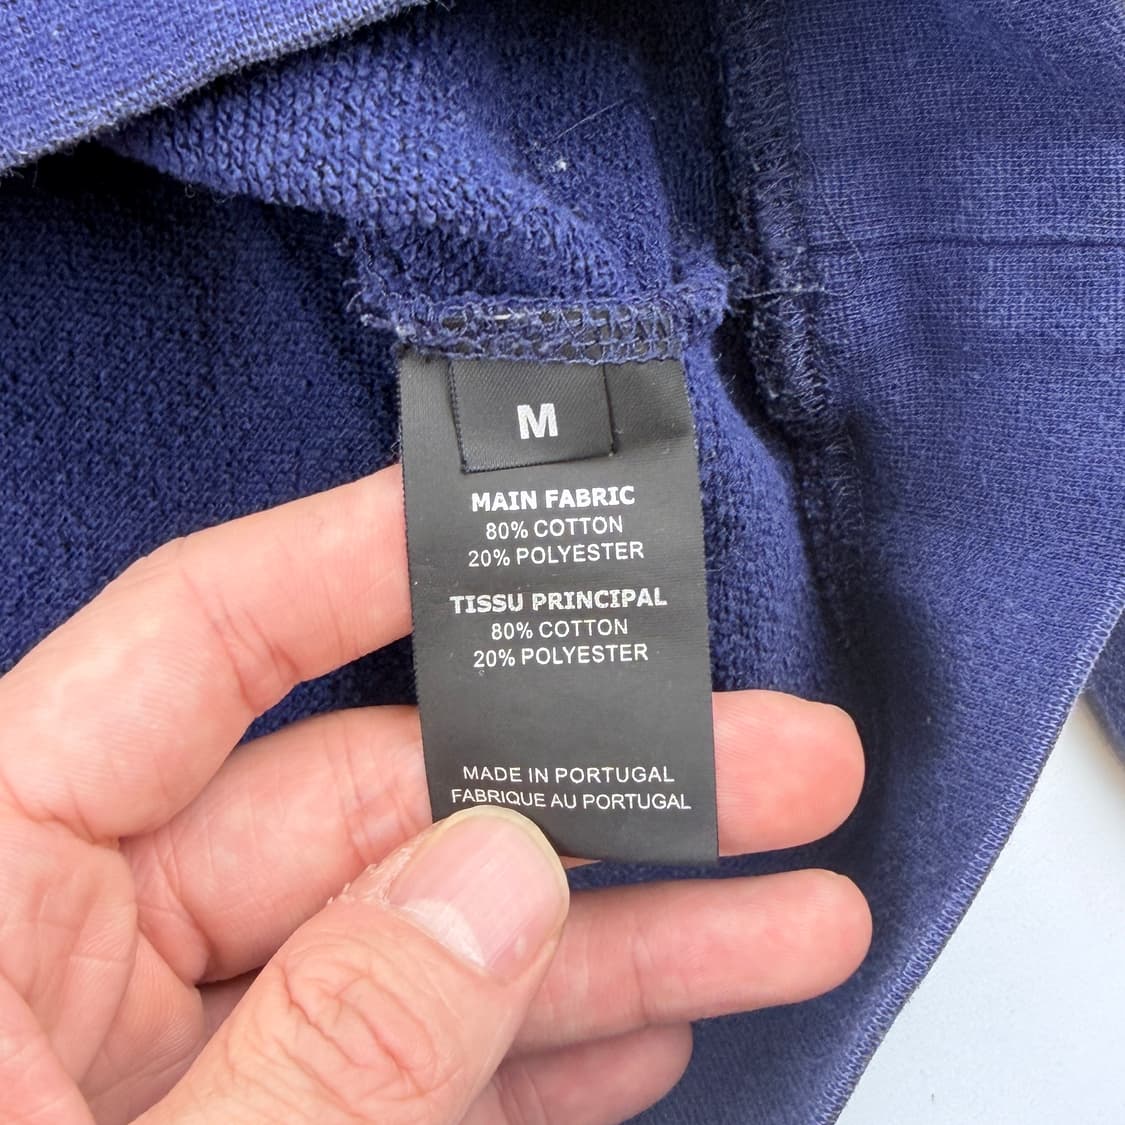 M
MAIN FABRIC
80% COTTON
20% POLYESTER
TISSU PRINCIPAL
80% COTTON
20% POLYESTER
MADE IN PORTUGAL
FABRIQUE AU PORTUGAL